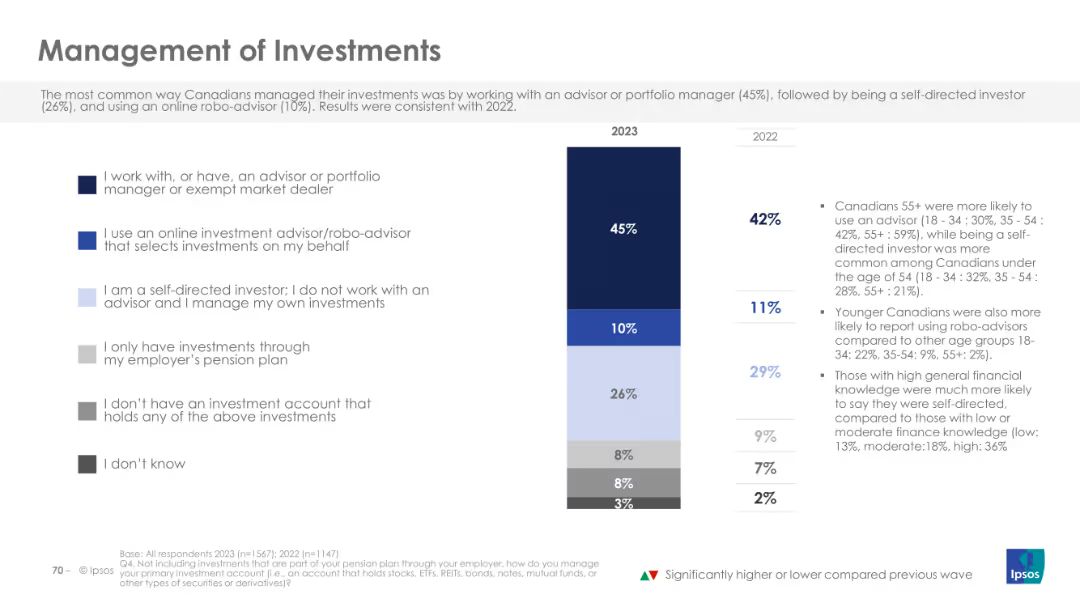 Management of Investments
The most common way Canadians managed their investments was by working with an advisor or portfolio manager (45%), followed by being a self-directed investor
(26%), and using an online robo-advisor (10%). Results were consistent with 2022.
2023
2022
I work with, or have, an advisor or portfolio
manager or exempt market dealer
I use an online investment advisor/robo-advisor
that selects investments on my behalf
I am a self-directed investor; I do not work with an
advisor and I manage my own investments
I only have investments through
my employer's pension plan
I don't have an investment account that
holds any of the above investments
I don't know
45%
10%
26%
8%
8%
3%
42%
11%
29%
9%
7%
2%
▪ Canadians 55+ were more likely to
use an advisor (18 - 34 : 30%, 35 - 54 :
42%, 55+ : 59%), while being a self-
directed investor was more
common among Canadians under
the age of 54 (18 - 34 : 32%, 35 - 54 :
28%, 55+ : 21%).
▪ Younger Canadians were also more
likely to report using robo-advisors
compared to other age groups 18-
34: 22%, 35-54: 9%, 55+: 2%).
▪ Those with high general financial
knowledge were much more likely
to say they were self-directed,
compared to those with low or
moderate finance knowledge (low:
13%, moderate:18%, high: 36%
Base: All respondents 2023 (n=1567); 2022 (n=1147)
Q4. Not including investments that are part of your pension plan through your employer, how do you manage
your primary investment account (i.e., an account that holds stocks, ETFs, REITs, bonds, notes, mutual funds, or
other types of securities or derivatives)?
70 – © Ipsos
▲▼ Significantly higher or lower compared previous wave
Ipsos